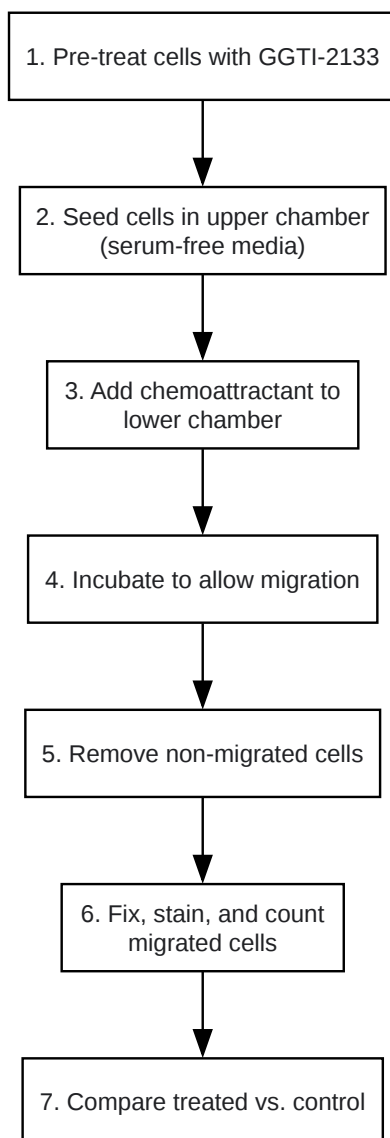 1. Pre-treat cells with GGTI-2133
2. Seed cells in upper chamber
(serum-free media)
3. Add chemoattractant to
lower chamber
4. Incubate to allow migration
5. Remove non-migrated cells
6. Fix, stain, and count
migrated cells
7. Compare treated vs. control